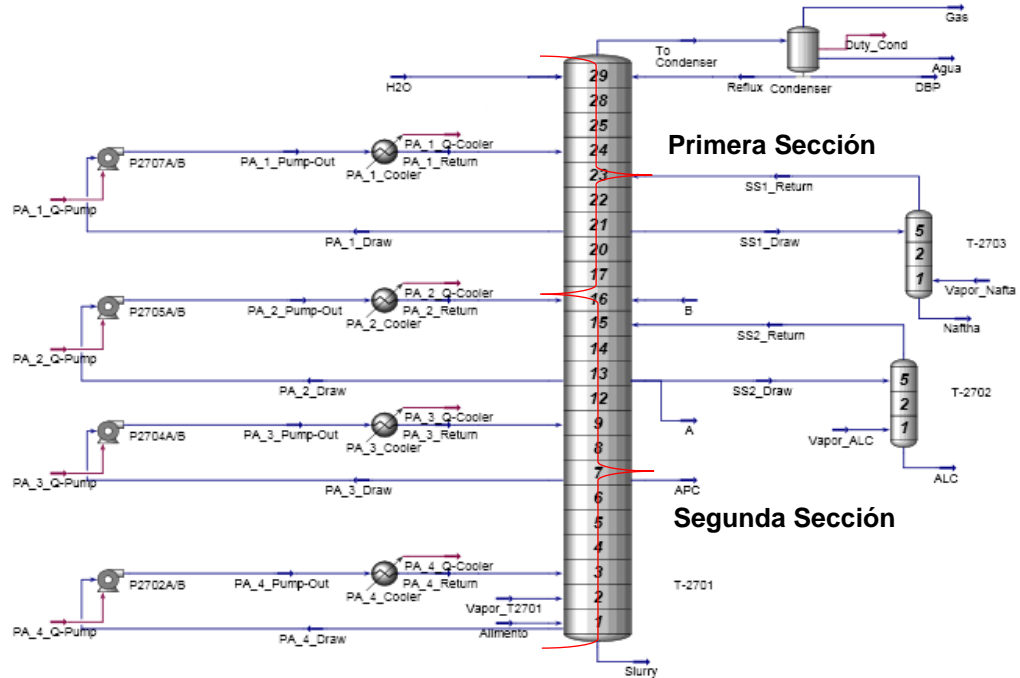 Gas
To
Condenser
Duty_Cond
Agua
H2O
Reflux
Condenser
DBP
29
28
25
24
23
22
21
20
17
16
15
14
13
12
9
8
7
6
5
4
3
2
1
Primera Sección
PA_1_Q-Cooler
P2707A/B
PA_1_Pump-Out
PA_1_Return
PA_1_Cooler
SS1_Return
PA_1_Q-Pump
PA_1_Draw
SS1_Draw
5
2
1
T-2703
Vapor_Nafta
Naftha
PA_2_Q-Cooler
P2705A/B
PA_2_Pump-Out
PA_2_Return
PA_2_Cooler
B
SS2_Return
PA_2_Q-Pump
PA_2_Draw
SS2_Draw
5
2
1
T-2702
A
Vapor_ALC
ALC
PA_3_Q-Cooler
P2704A/B
PA_3_Pump-Out
PA_3_Return
PA_3_Cooler
PA_3_Q-Pump
PA_3_Draw
APC
Segunda Sección
PA_4_Q-Cooler
P2702A/B
PA_4_Pump-Out
PA_4_Return
PA_4_Cooler
T-2701
Vapor_T2701
PA_4_Q-Pump
Alimento
PA_4_Draw
Slurry